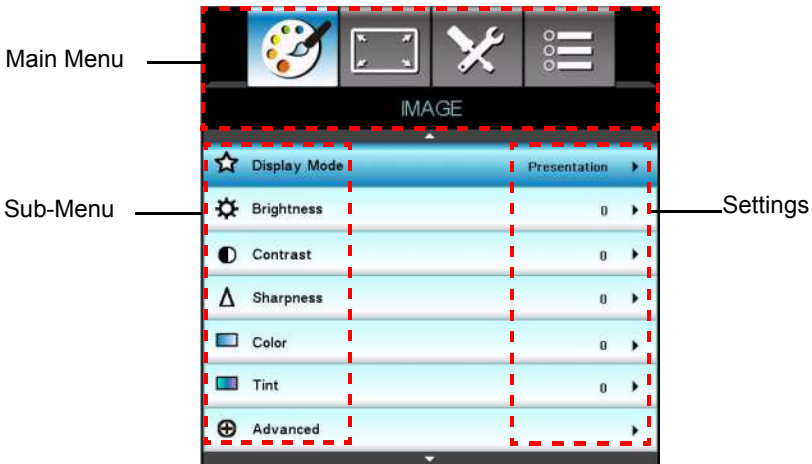 Main Menu
IMAGE
Display Mode Presentation
Sub-Menu
Brightness 0
Settings
Contrast 0
Sharpness 0
Color 0
Tint 0
Advanced